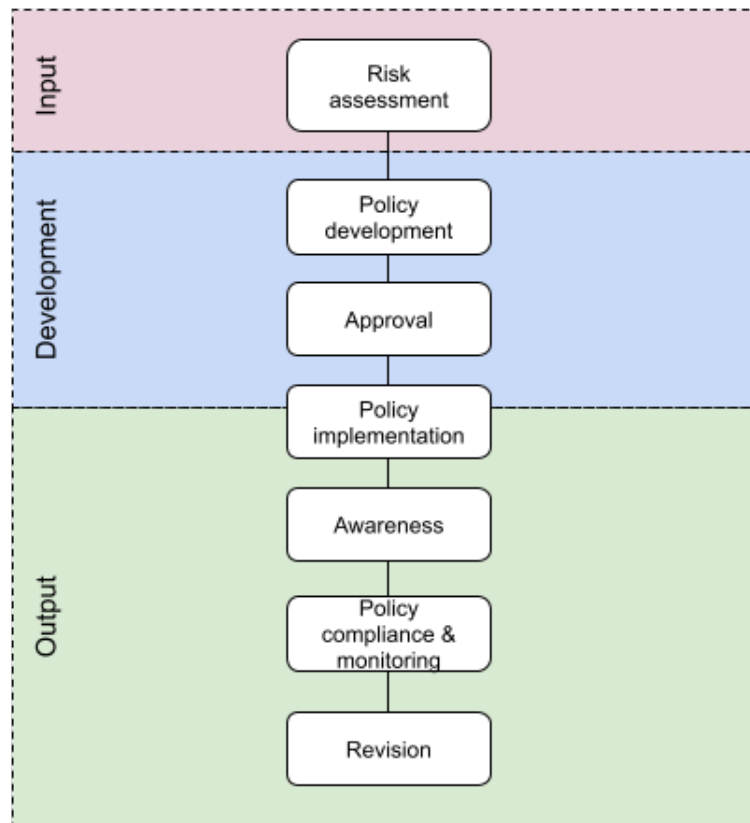 Input
Risk
assessment
Development
Policy
development
Approval
Policy
implementation
Output
Awareness
Policy
compliance &
monitoring
Revision